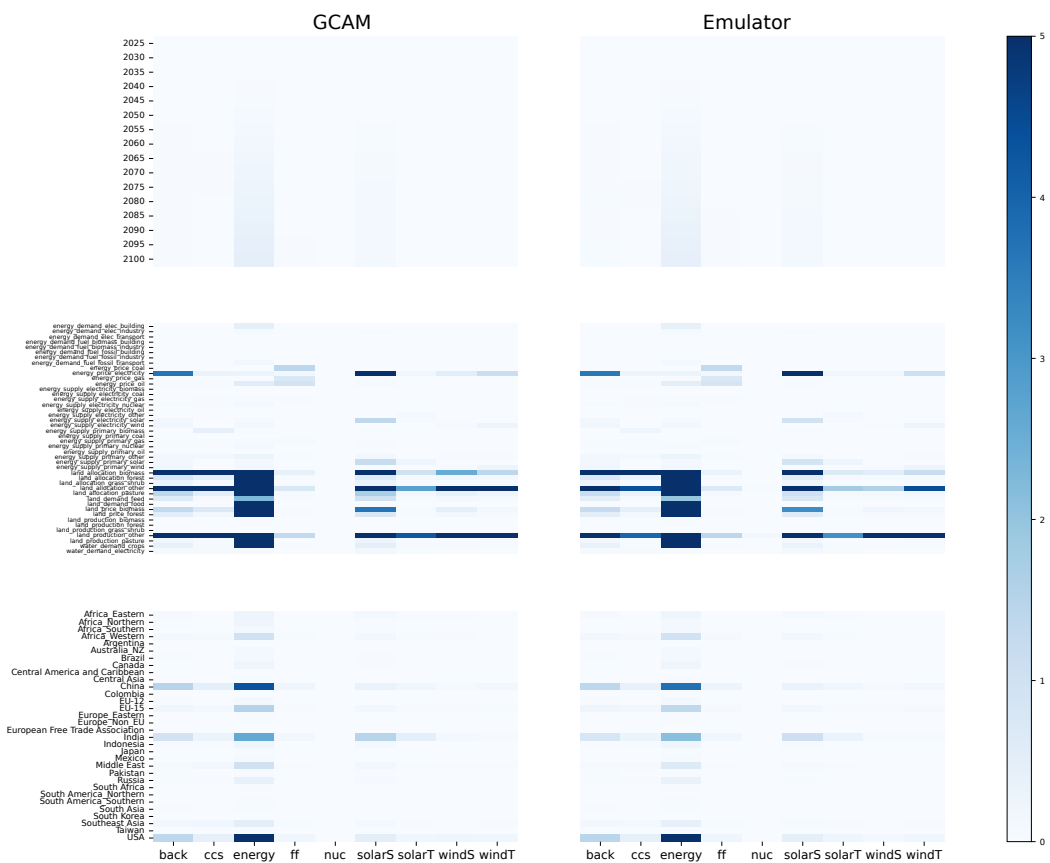 GCAM Emulator
2025
2030
2035
2040
2045
2050
2055
2060
2065
2070
2075
2080
2085
2090
2095
2100
energy_demand_elec_building
energy_demand_elec_industry
energy_demand_elec_transport
energy_demand_fuel_biomass_building
energy_demand_fuel_biomass_industry
energy_demand_fuel_fossil_building
energy_demand_fuel_fossil_industry
energy_demand_fuel_fossil_transport
energy_price_coal
energy_price_electricity
energy_price_gas
energy_price_oil
energy_supply_electricity_biomass
energy_supply_electricity_coal
energy_supply_electricity_gas
energy_supply_electricity_nuclear
energy_supply_electricity_oil
energy_supply_electricity_other
energy_supply_electricity_solar
energy_supply_electricity_wind
energy_supply_primary_biomass
energy_supply_primary_coal
energy_supply_primary_gas
energy_supply_primary_nuclear
energy_supply_primary_oil
energy_supply_primary_other
energy_supply_primary_solar
energy_supply_primary_wind
land_allocation_biomass
land_allocation_forest
land_allocation_grass_shrub
land_allocation_other
land_allocation_pasture
land_demand_feed
land_demand_food
land_price_biomass
land_price_forest
land_production_biomass
land_production_forest
land_production_grass_shrub
land_production_other
land_production_pasture
water_demand_crops
water_demand_electricity
Africa_Eastern
Africa_Northern
Africa_Southern
Africa_Western
Argentina
Australia_NZ
Brazil
Canada
Central America and Caribbean
Central Asia
China
Colombia
EU-12
EU-15
Europe_Eastern
Europe_Non_EU
European Free Trade Association
India
Indonesia
Japan
Mexico
Middle East
Pakistan
Russia
South Africa
South America_Northern
South America_Southern
South Asia
South Korea
Southeast Asia
Taiwan
USA
back ccs energy ff nuc solarS solarT windS windT back ccs energy ff nuc solarS solarT windS windT
5
4
3
2
1
0